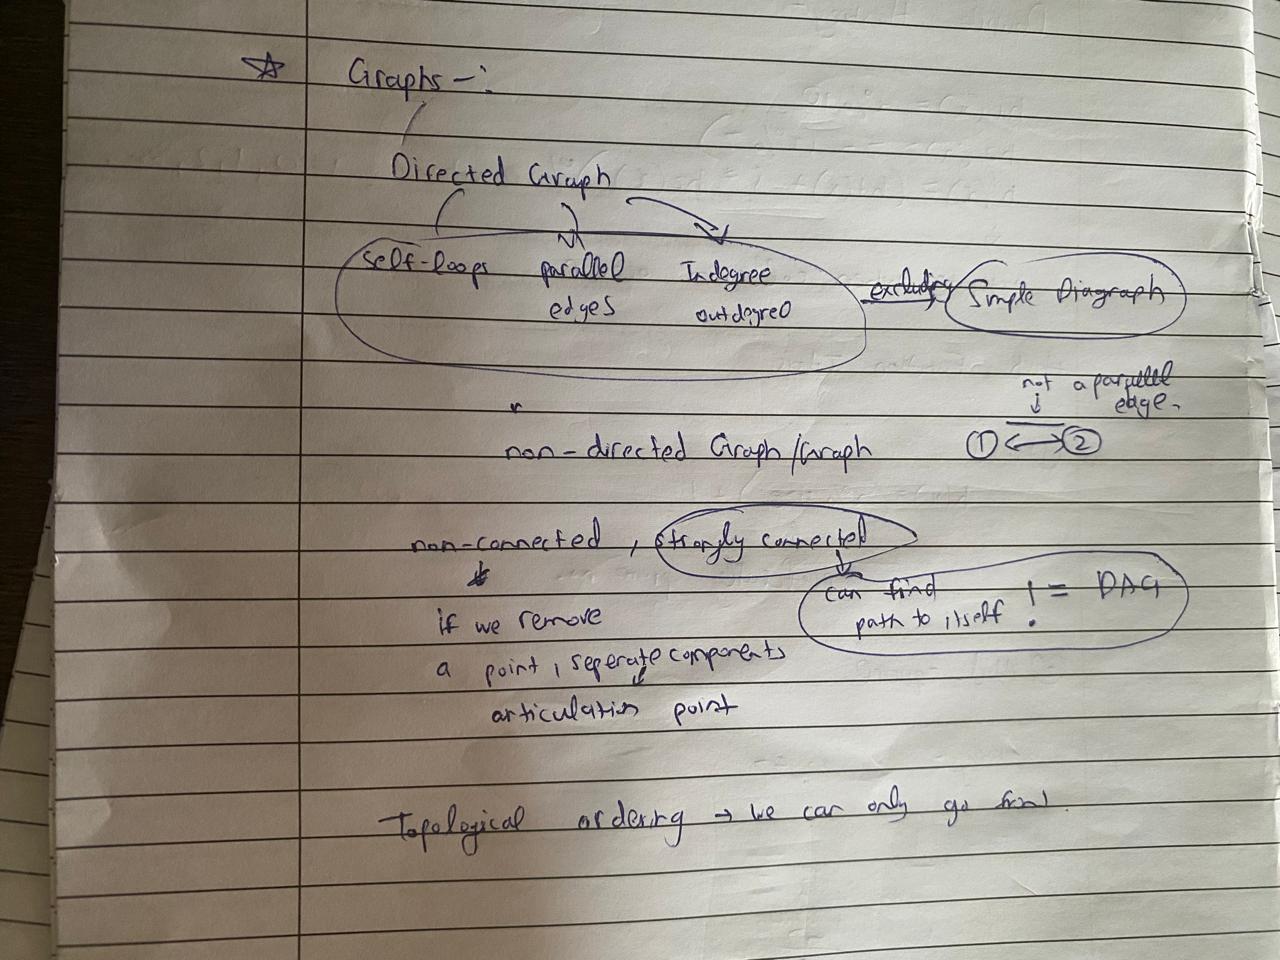 ☆ Graphs -:
Directed Graph
self-loops parallel Indegree
edges outdegree
excluding Simple Diagraph
not a parallel
edge.
non-directed Graph/Graph
1 ↔ 2
non-connected , strongly connected
can find
path to itself != DAG
if we remove
a point, seperate components
articulation point
Topological ordering → we can only go